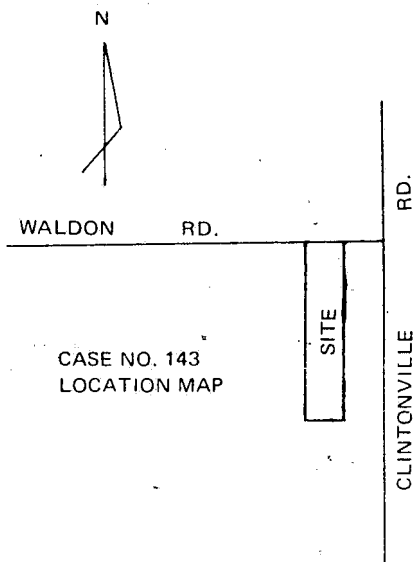 N
WALDON RD.
CLINTONVILLE RD.
SITE
CASE NO. 143
LOCATION MAP